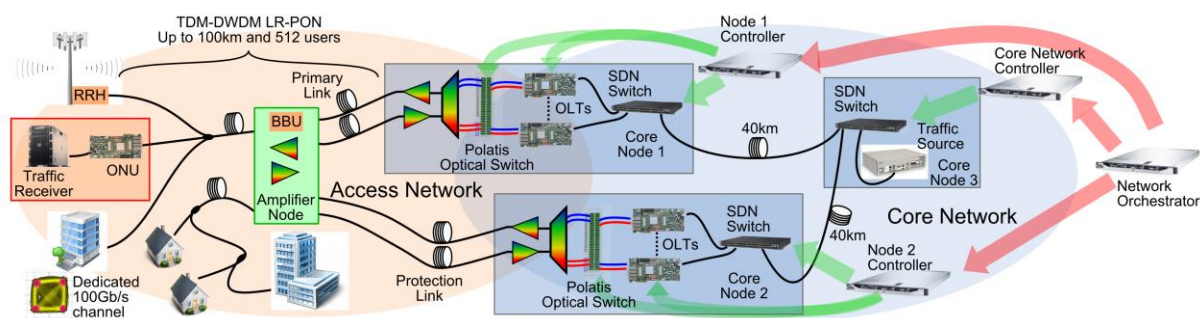 TDM-DWDM LR-PON
Up to 100km and 512 users
RRH
Primary
Link
BBU
Traffic
Receiver
ONU
Amplifier
Node
Access Network
Dedicated
100Gb/s
channel
Protection
Link
OLTs
Polatis
Optical Switch
SDN
Switch
Core
Node 1
Node 1
Controller
40km
Core Network
Controller
SDN
Switch
Traffic
Source
Core
Node 3
Network
Orchestrator
Core Network
40km
OLTs
Polatis
Optical Switch
SDN
Switch
Core
Node 2
Node 2
Controller